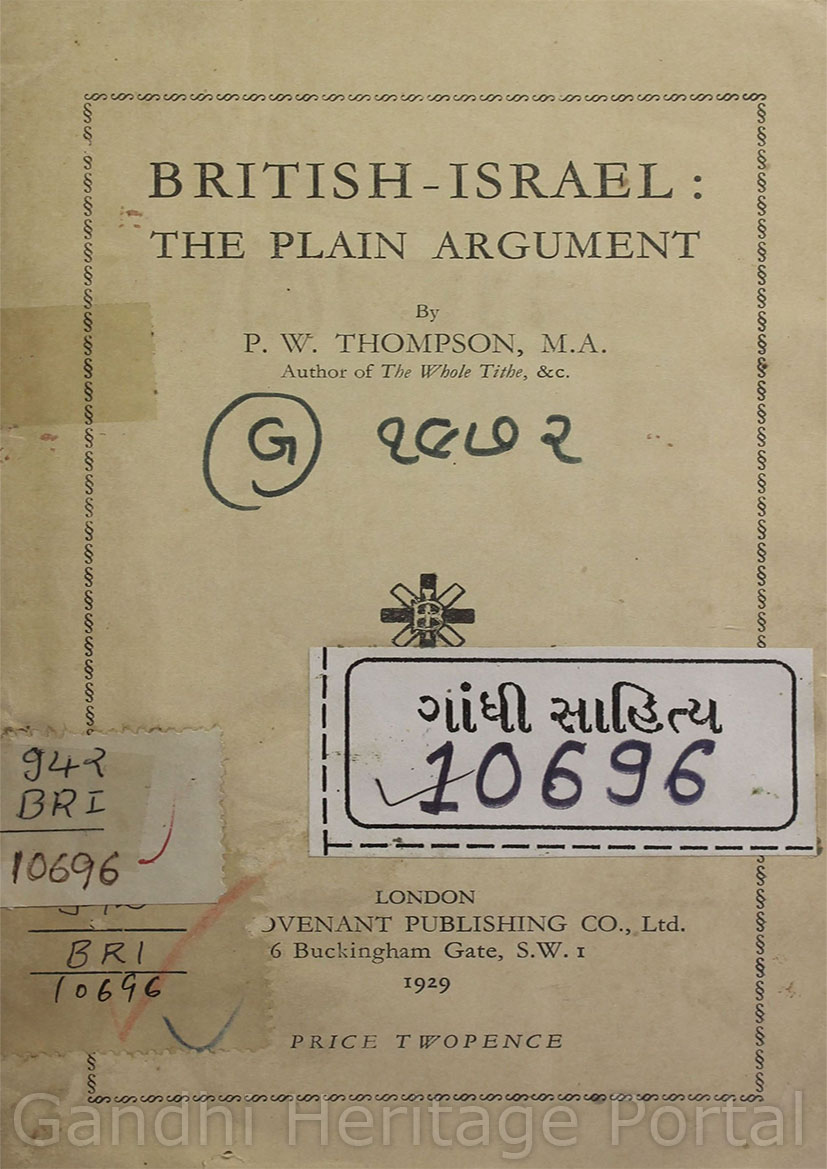 BRITISH-ISRAEL :
THE PLAIN ARGUMENT
By
P. W. THOMPSON, M.A.
Author of The Whole Tithe, &c.
G ૧૯૭૨
ગાંધી સાહિત્ય
10696
942
BRI
10696
LONDON
OVENANT PUBLISHING CO., Ltd.
6 Buckingham Gate, S.W. 1
1929
BRI
10696
PRICE TWOPENCE
Gandhi Heritage Portal